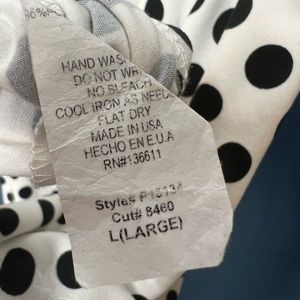 HAND WASH
DO NOT WR
NO BLEACH
COOL IRON AS NEED
FLAT DRY
MADE IN USA
HECHO EN E.U.A
RN#136611
Style# P15134
Cut# 8460
L(LARGE)